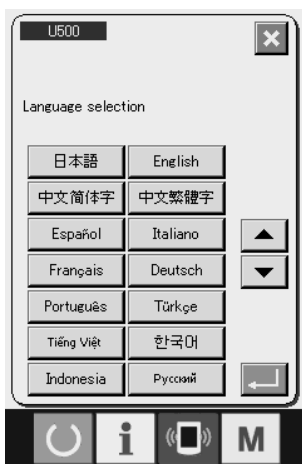 U500
Language selection
日本語 English
中文简体字 中文繁體字
Español Italiano
Français Deutsch
Português Türkçe
Tiếng Việt 한국어
Indonesia Русский
i M